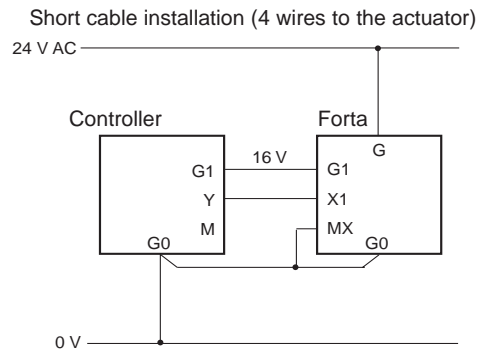 Short cable installation (4 wires to the actuator)
24 V AC
Controller
Forta
G
G1
16 V
G1
Y
X1
M
MX
G0
G0
0 V